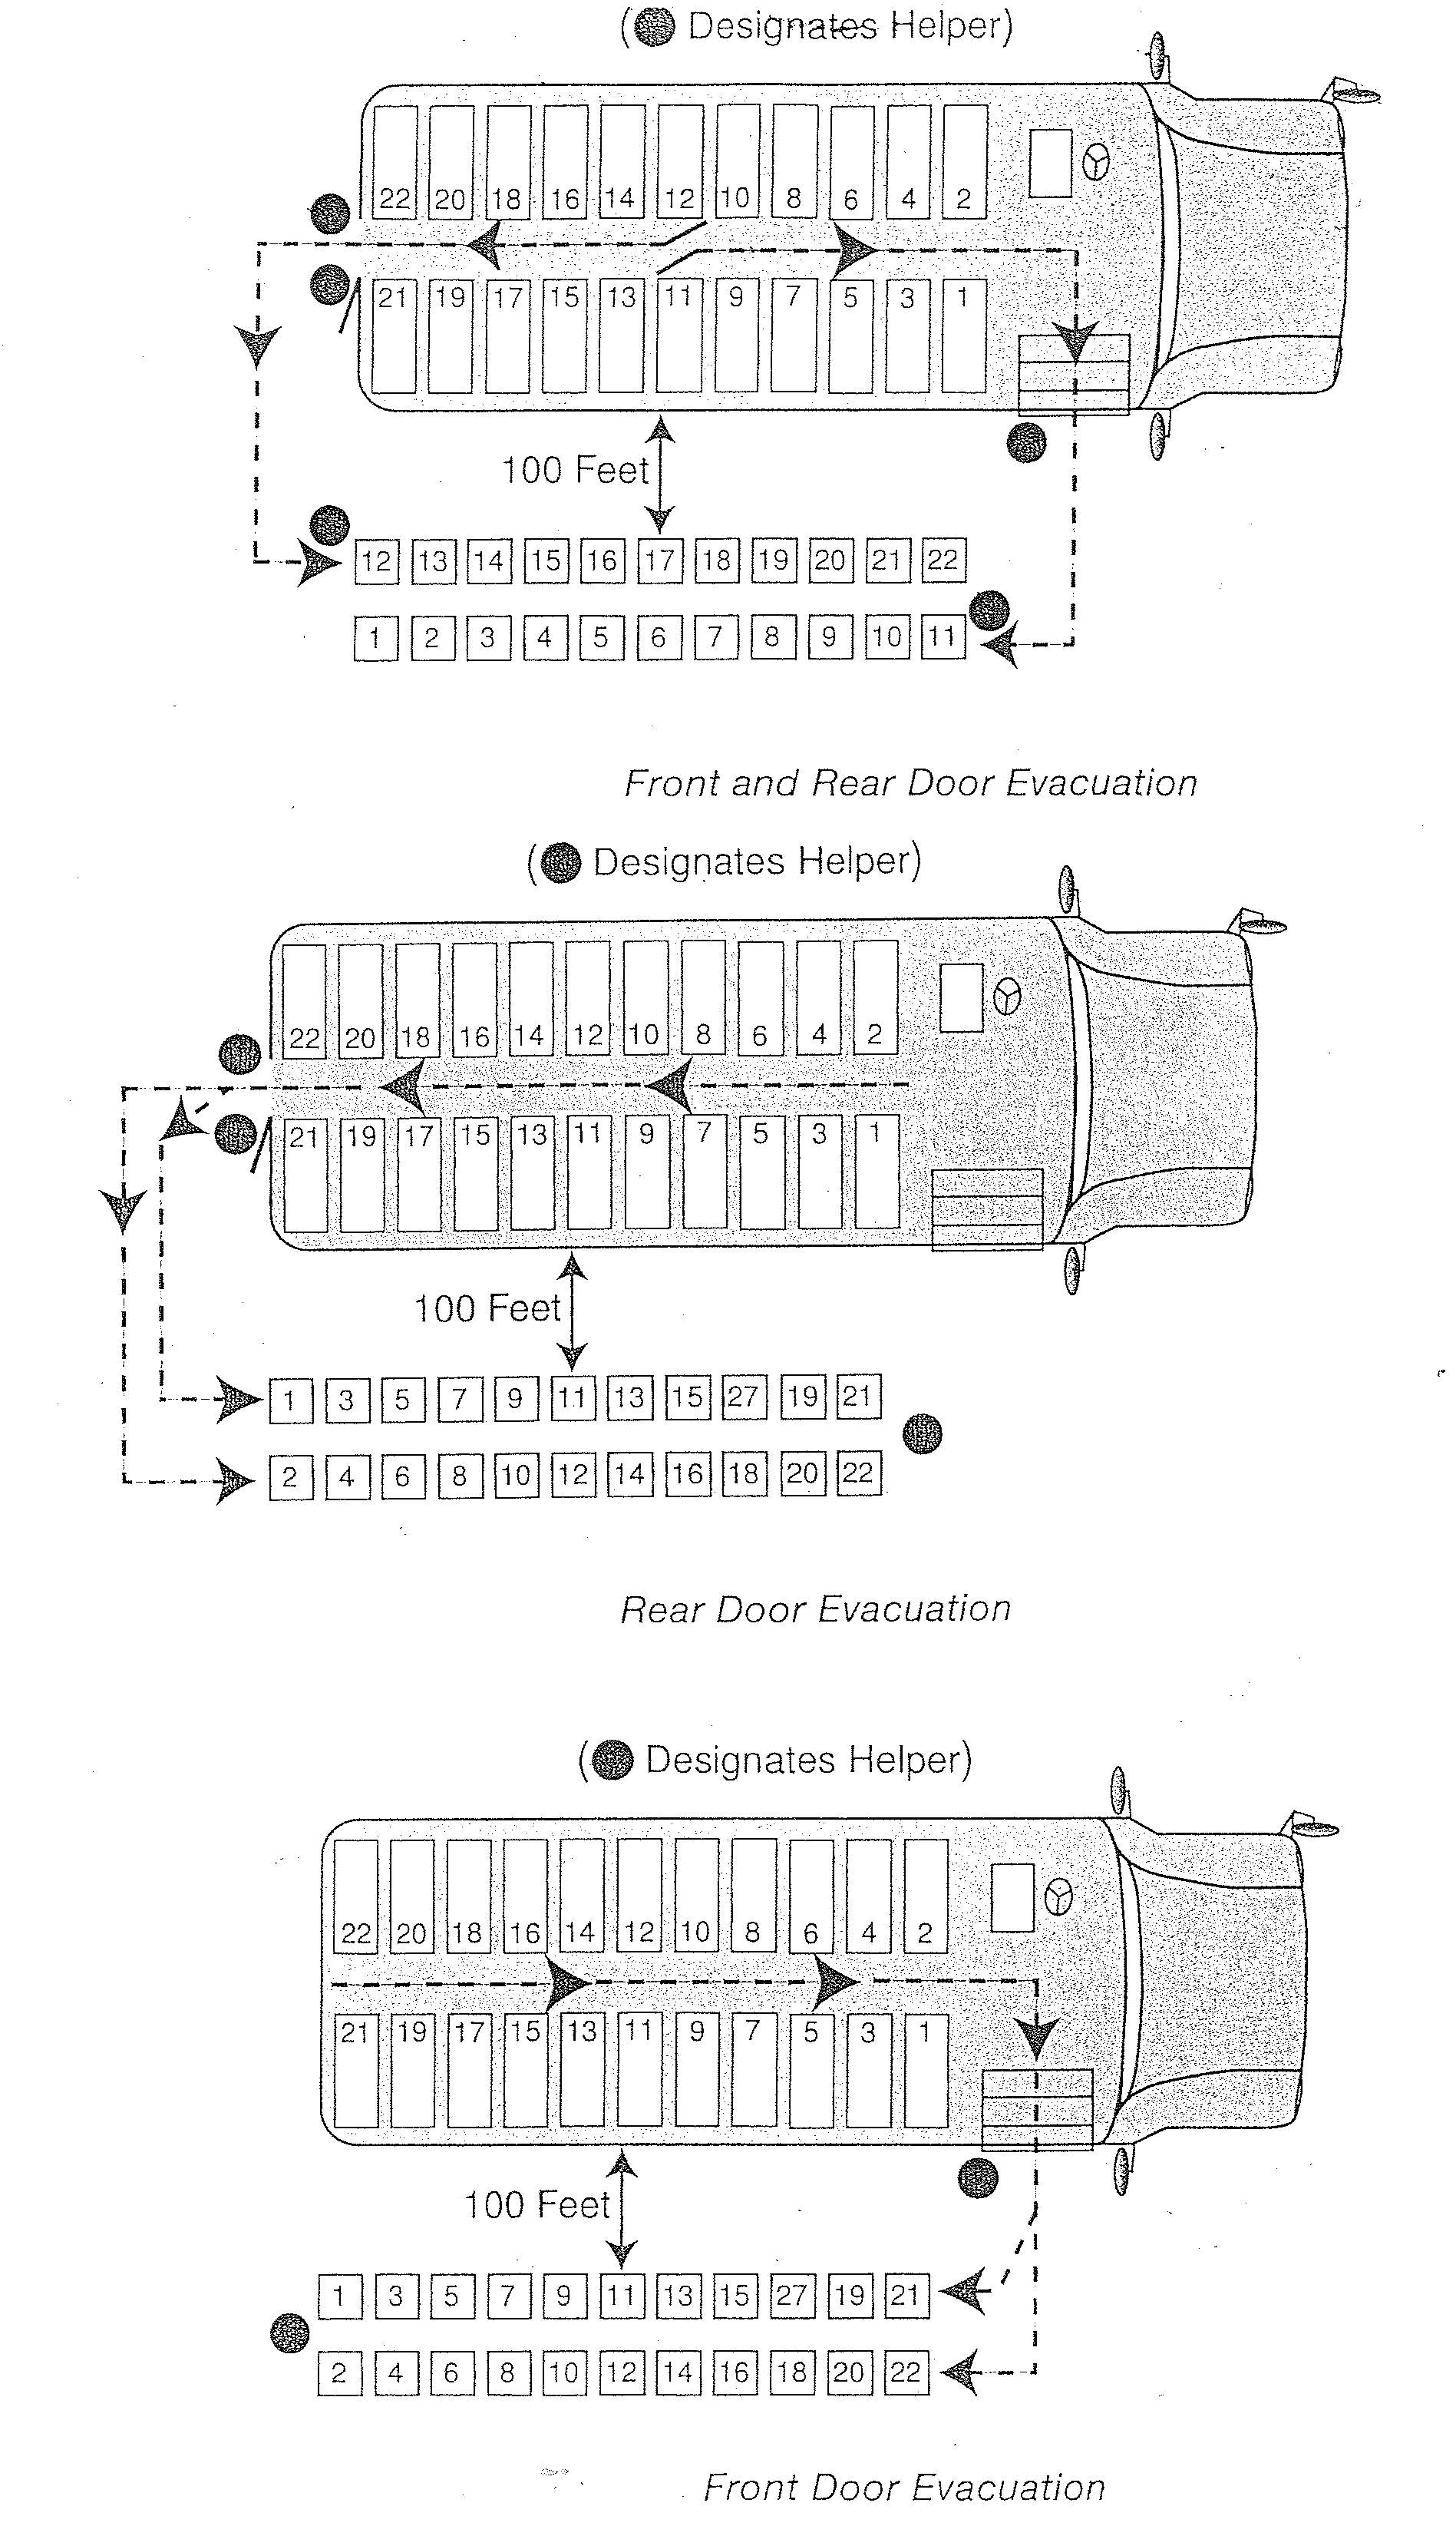 (● Designates Helper)
22 20 18 16 14 12 10 8 6 4 2
21 19 17 15 13 11 9 7 5 3 1
100 Feet
12 13 14 15 16 17 18 19 20 21 22
1 2 3 4 5 6 7 8 9 10 11
Front and Rear Door Evacuation
(● Designates Helper)
22 20 18 16 14 12 10 8 6 4 2
21 19 17 15 13 11 9 7 5 3 1
100 Feet
1 3 5 7 9 11 13 15 27 19 21
2 4 6 8 10 12 14 16 18 20 22
Rear Door Evacuation
(● Designates Helper)
22 20 18 16 14 12 10 8 6 4 2
21 19 17 15 13 11 9 7 5 3 1
100 Feet
1 3 5 7 9 11 13 15 27 19 21
2 4 6 8 10 12 14 16 18 20 22
Front Door Evacuation